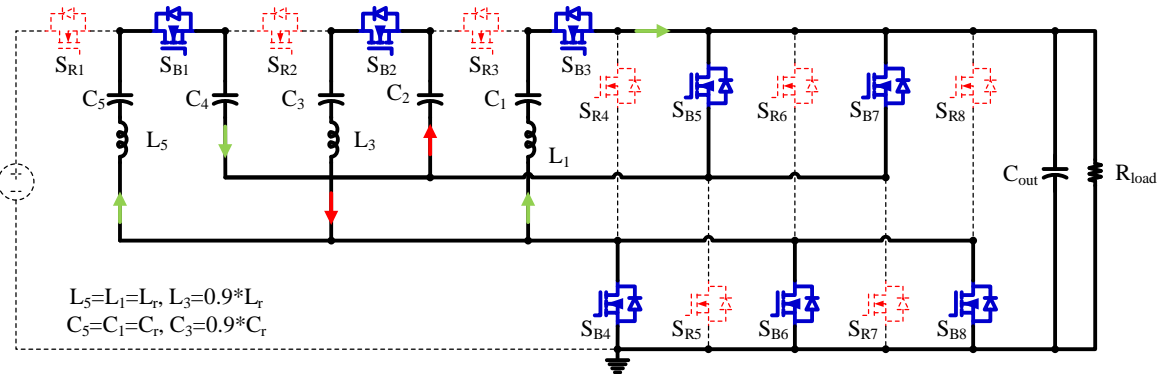 S_R1 S_B1 S_R2 S_B2 S_R3 S_B3
C_5 C_4 C_3 C_2 C_1
S_R4 S_B5 S_R6 S_B7 S_R8
L_5 L_3 L_1
C_out R_load
L_5=L_1=L_r, L_3=0.9*L_r
C_5=C_1=C_r, C_3=0.9*C_r
S_B4 S_R5 S_B6 S_R7 S_B8